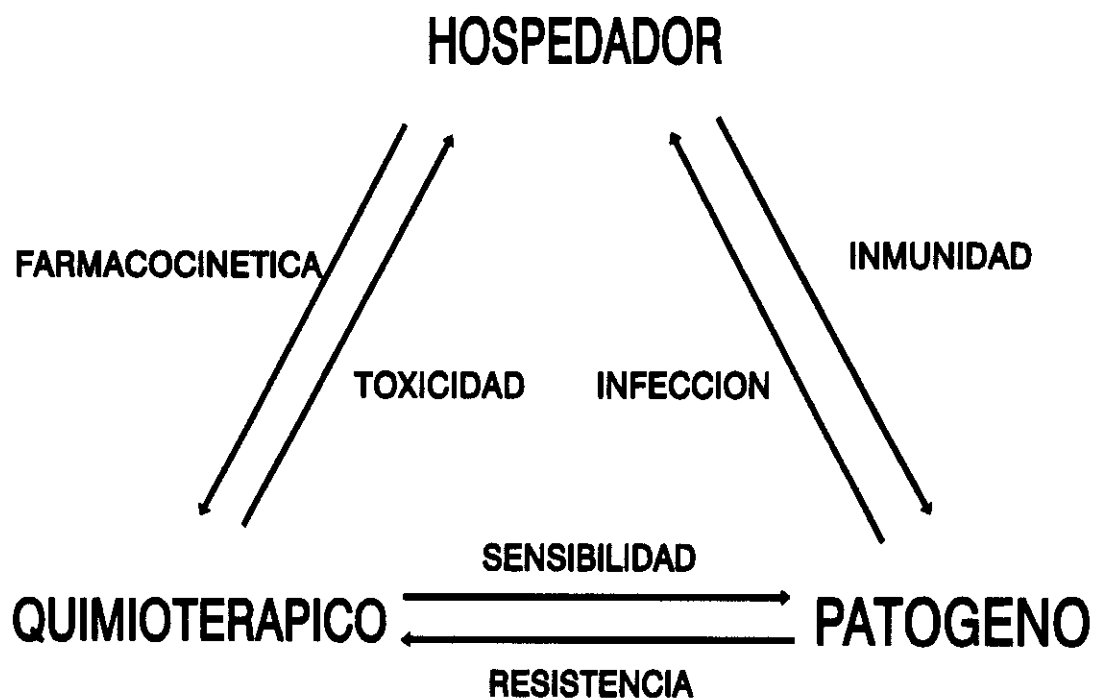 HOSPEDADOR
FARMACOCINETICA
INMUNIDAD
TOXICIDAD
INFECCION
SENSIBILIDAD
QUIMIOTERAPICO
PATOGENO
RESISTENCIA